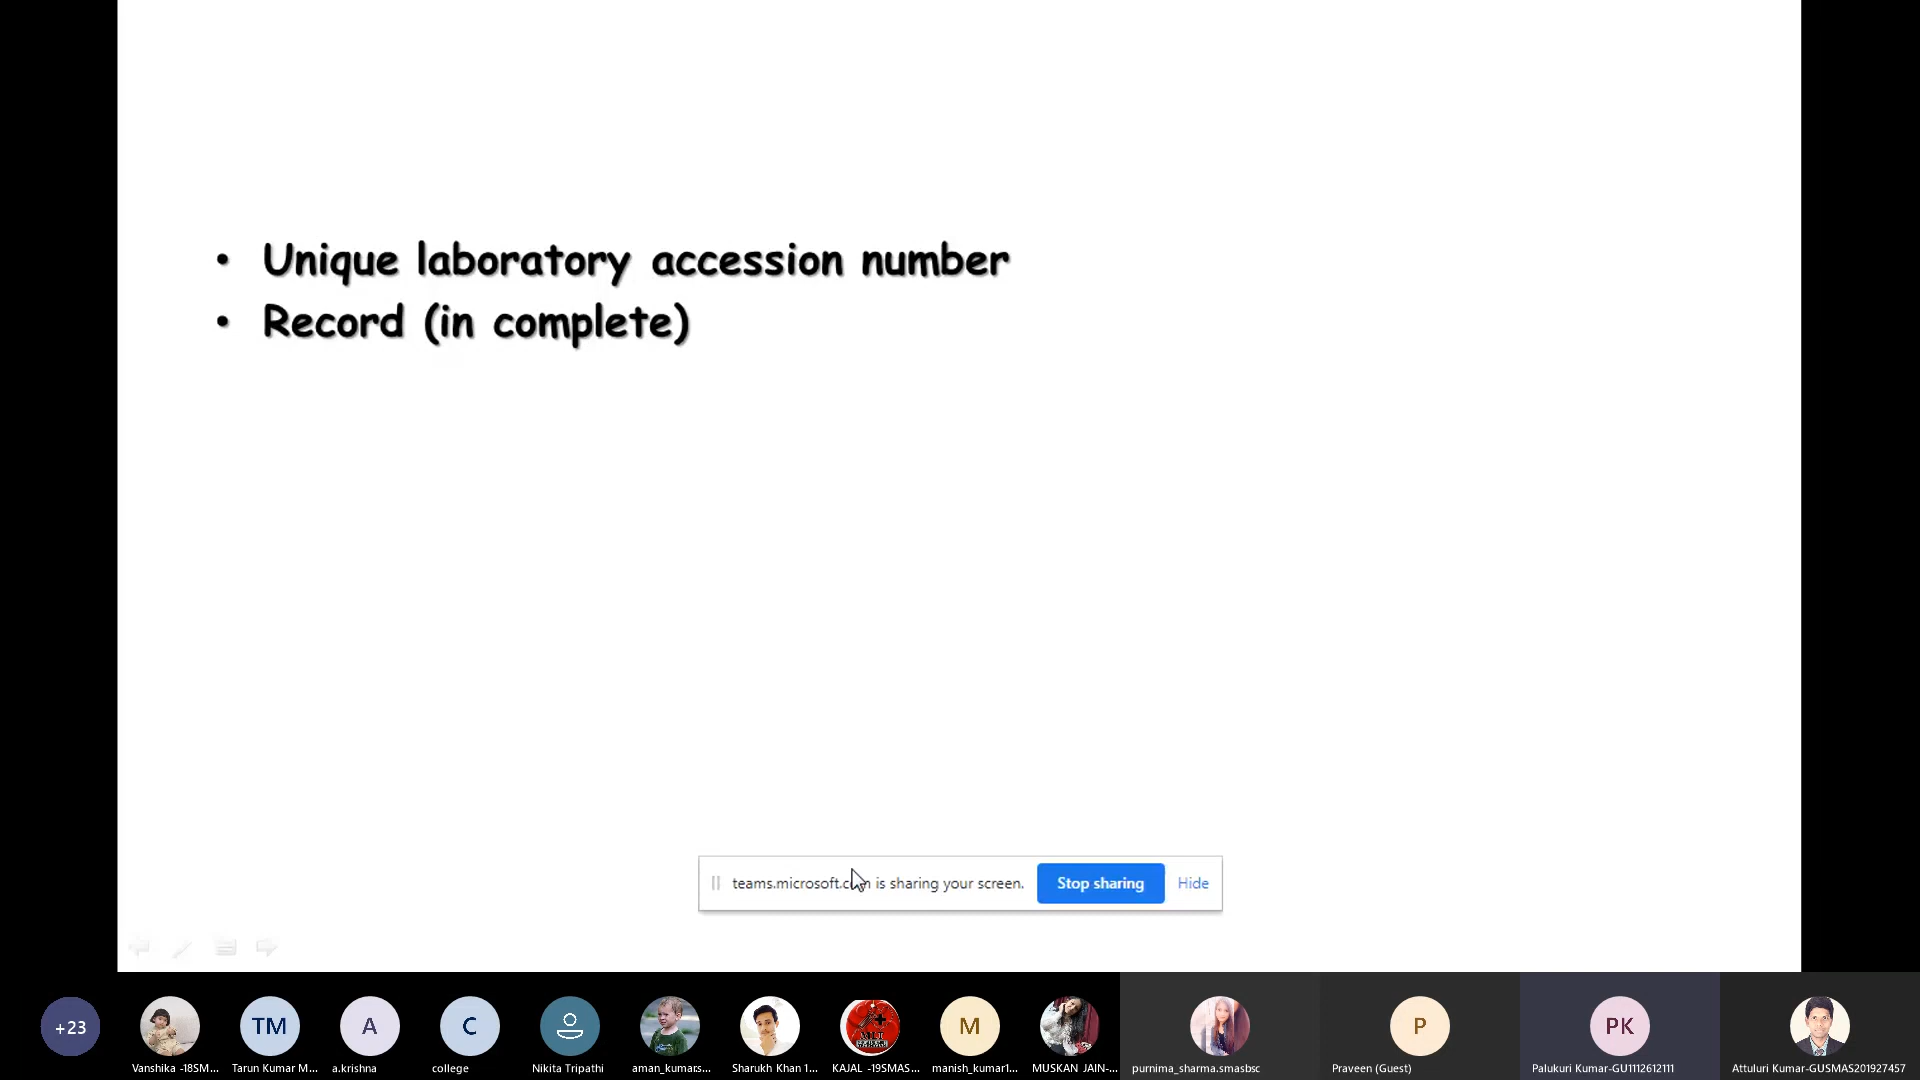 • Unique laboratory accession number
• Record (in complete)
teams.microsoft.com is sharing your screen. Stop sharing Hide
+23 TM A C M P PK
Vanshika -18SM... Tarun Kumar M... a.krishna college Nikita Tripathi aman_kumar.s... Sharukh Khan 1... KAJAL -19SMAS... manish_kumar1... MUSKAN JAIN-... purnima_sharma.smasbsc Praveen (Guest) Palukuri Kumar-GU1112612111 Attuluri Kumar-GUSMAS201927457